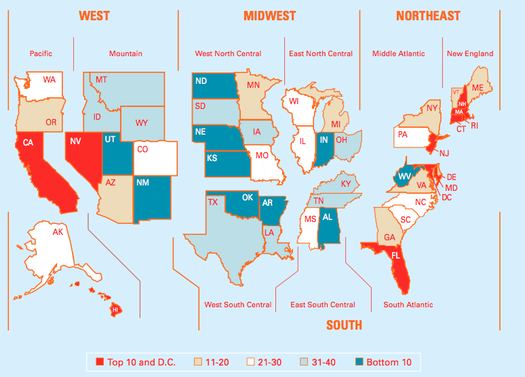 WEST
MIDWEST
NORTHEAST
Pacific
Mountain
West North Central
East North Central
Middle Atlantic
New England
WA
MT
ND
MN
WI
VT
ME
OR
ID
WY
SD
MI
NY
NH
MA
CA
NV
UT
CO
NE
IA
IL
IN
OH
PA
CT
RI
KS
MO
NJ
AZ
NM
KY
WV
VA
DE
MD
DC
TX
OK
AR
TN
NC
SC
AK
LA
MS
AL
GA
FL
HI
West South Central
East South Central
South Atlantic
SOUTH
Top 10 and D.C.
11-20
21-30
31-40
Bottom 10